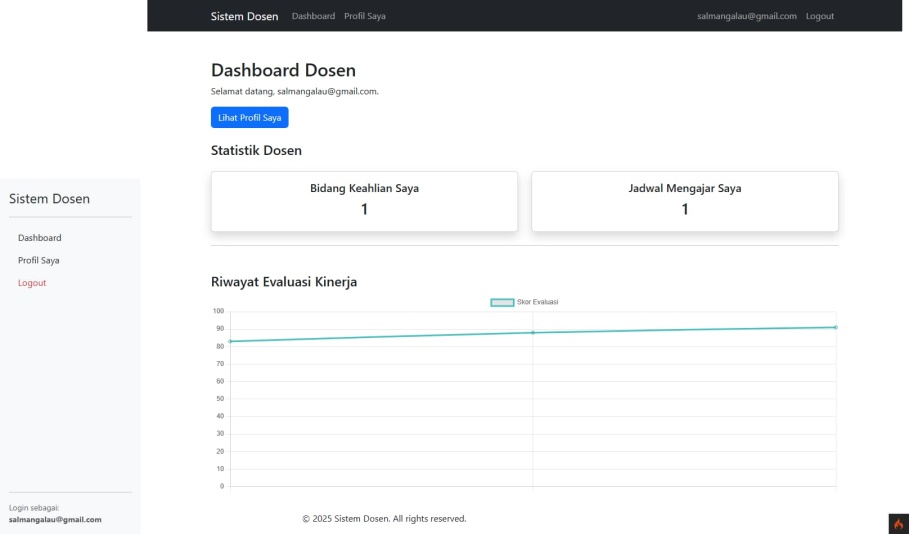 Sistem Dosen Dashboard Profil Saya salmangalau@gmail.com Logout
Dashboard Dosen
Selamat datang, salmangalau@gmail.com.
Lihat Profil Saya
Statistik Dosen
Bidang Keahlian Saya
1
Jadwal Mengajar Saya
1
Sistem Dosen
Dashboard
Profil Saya
Logout
Riwayat Evaluasi Kinerja
Skor Evaluasi
100
90
80
70
60
50
40
30
20
10
0
Login sebagai:
salmangalau@gmail.com
© 2025 Sistem Dosen. All rights reserved.